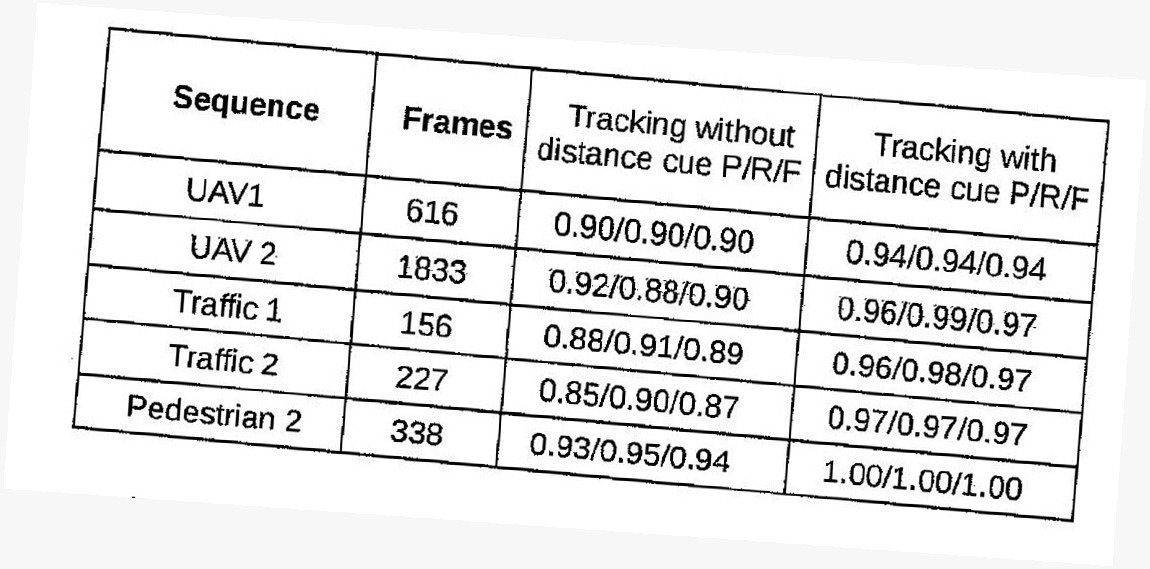 Sequence Frames Tracking without distance cue P/R/F Tracking with distance cue P/R/F
UAV1 616 0.90/0.90/0.90 0.94/0.94/0.94
UAV 2 1833 0.92/0.88/0.90 0.96/0.99/0.97
Traffic 1 156 0.88/0.91/0.89 0.96/0.98/0.97
Traffic 2 227 0.85/0.90/0.87 0.97/0.97/0.97
Pedestrian 2 338 0.93/0.95/0.94 1.00/1.00/1.00